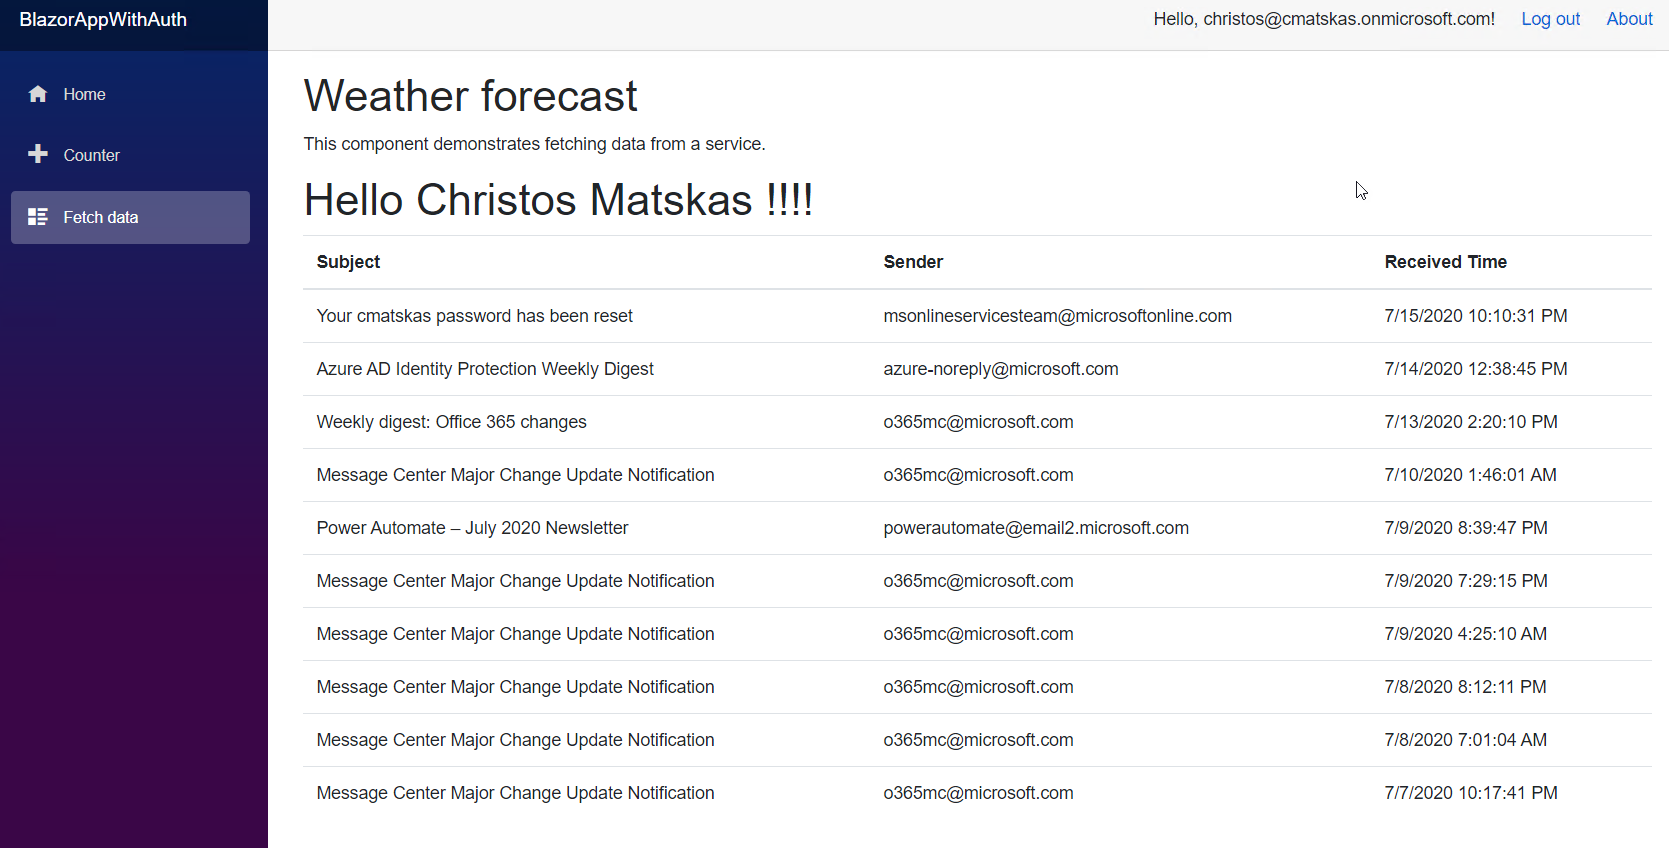 BlazorAppWithAuth
Hello, christos@cmatskas.onmicrosoft.com! Log out About
Home
Counter
Fetch data
Weather forecast
This component demonstrates fetching data from a service.
Hello Christos Matskas !!!!
Subject Sender Received Time
Your cmatskas password has been reset msonlineservicesteam@microsoftonline.com 7/15/2020 10:10:31 PM
Azure AD Identity Protection Weekly Digest azure-noreply@microsoft.com 7/14/2020 12:38:45 PM
Weekly digest: Office 365 changes o365mc@microsoft.com 7/13/2020 2:20:10 PM
Message Center Major Change Update Notification o365mc@microsoft.com 7/10/2020 1:46:01 AM
Power Automate – July 2020 Newsletter powerautomate@email2.microsoft.com 7/9/2020 8:39:47 PM
Message Center Major Change Update Notification o365mc@microsoft.com 7/9/2020 7:29:15 PM
Message Center Major Change Update Notification o365mc@microsoft.com 7/9/2020 4:25:10 AM
Message Center Major Change Update Notification o365mc@microsoft.com 7/8/2020 8:12:11 PM
Message Center Major Change Update Notification o365mc@microsoft.com 7/8/2020 7:01:04 AM
Message Center Major Change Update Notification o365mc@microsoft.com 7/7/2020 10:17:41 PM